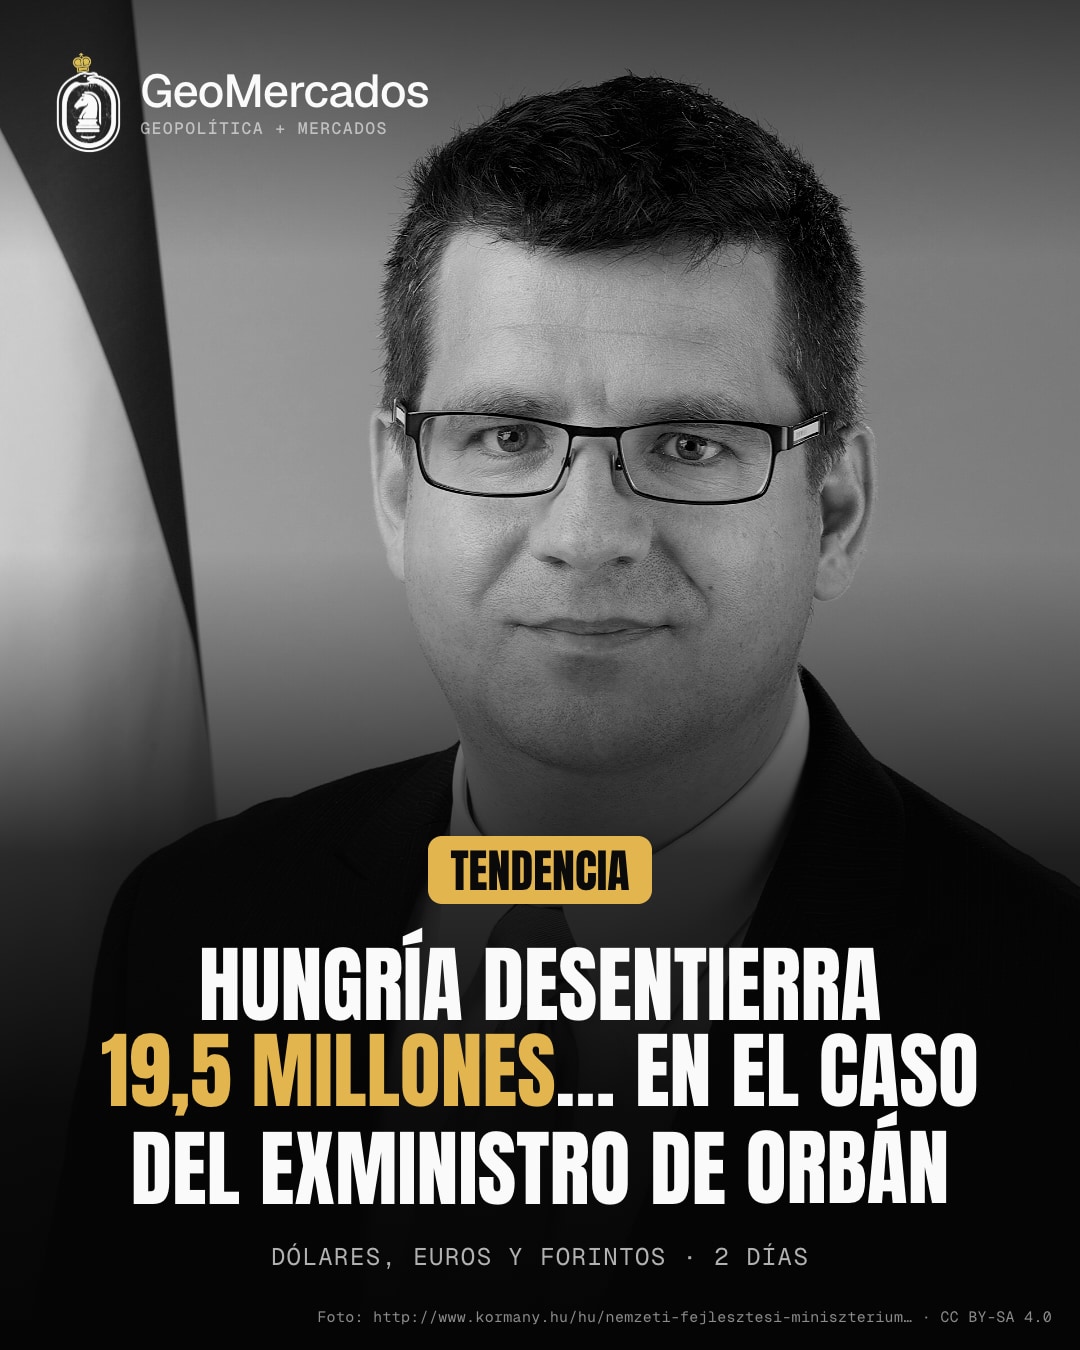 GeoMercados
GEOPOLÍTICA + MERCADOS
TENDENCIA
HUNGRÍA DESENTIERRA
19,5 MILLONES... EN EL CASO
DEL EXMINISTRO DE ORBÁN
DÓLARES, EUROS Y FORINTOS · 2 DÍAS
Foto: http://www.kormany.hu/hu/nemzeti-fejlesztesi-miniszterium… · CC BY-SA 4.0